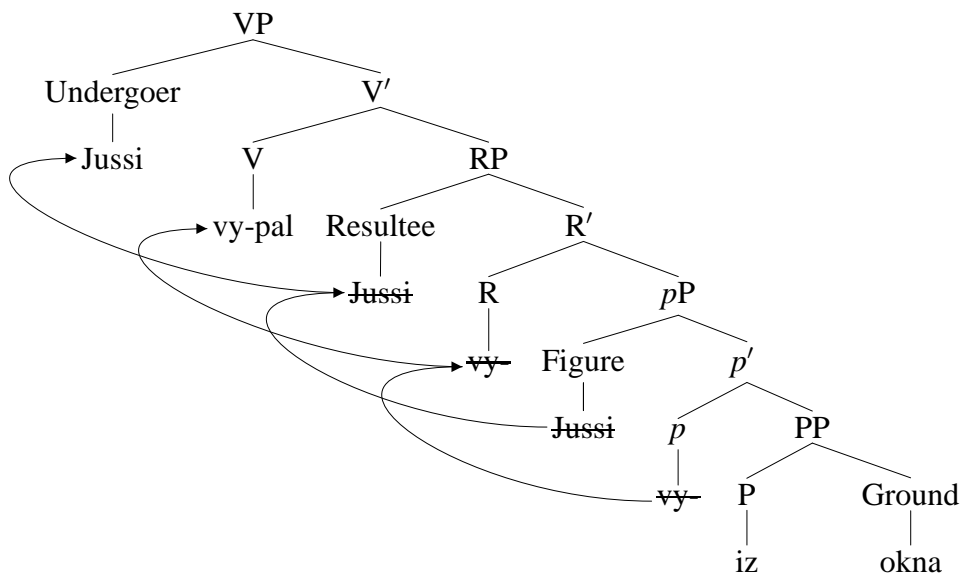 VP
Undergoer V′
Jussi V RP
vy-pal Resultee R′
Jussi R pP
vy- Figure p′
Jussi p PP
vy- P Ground
iz okna